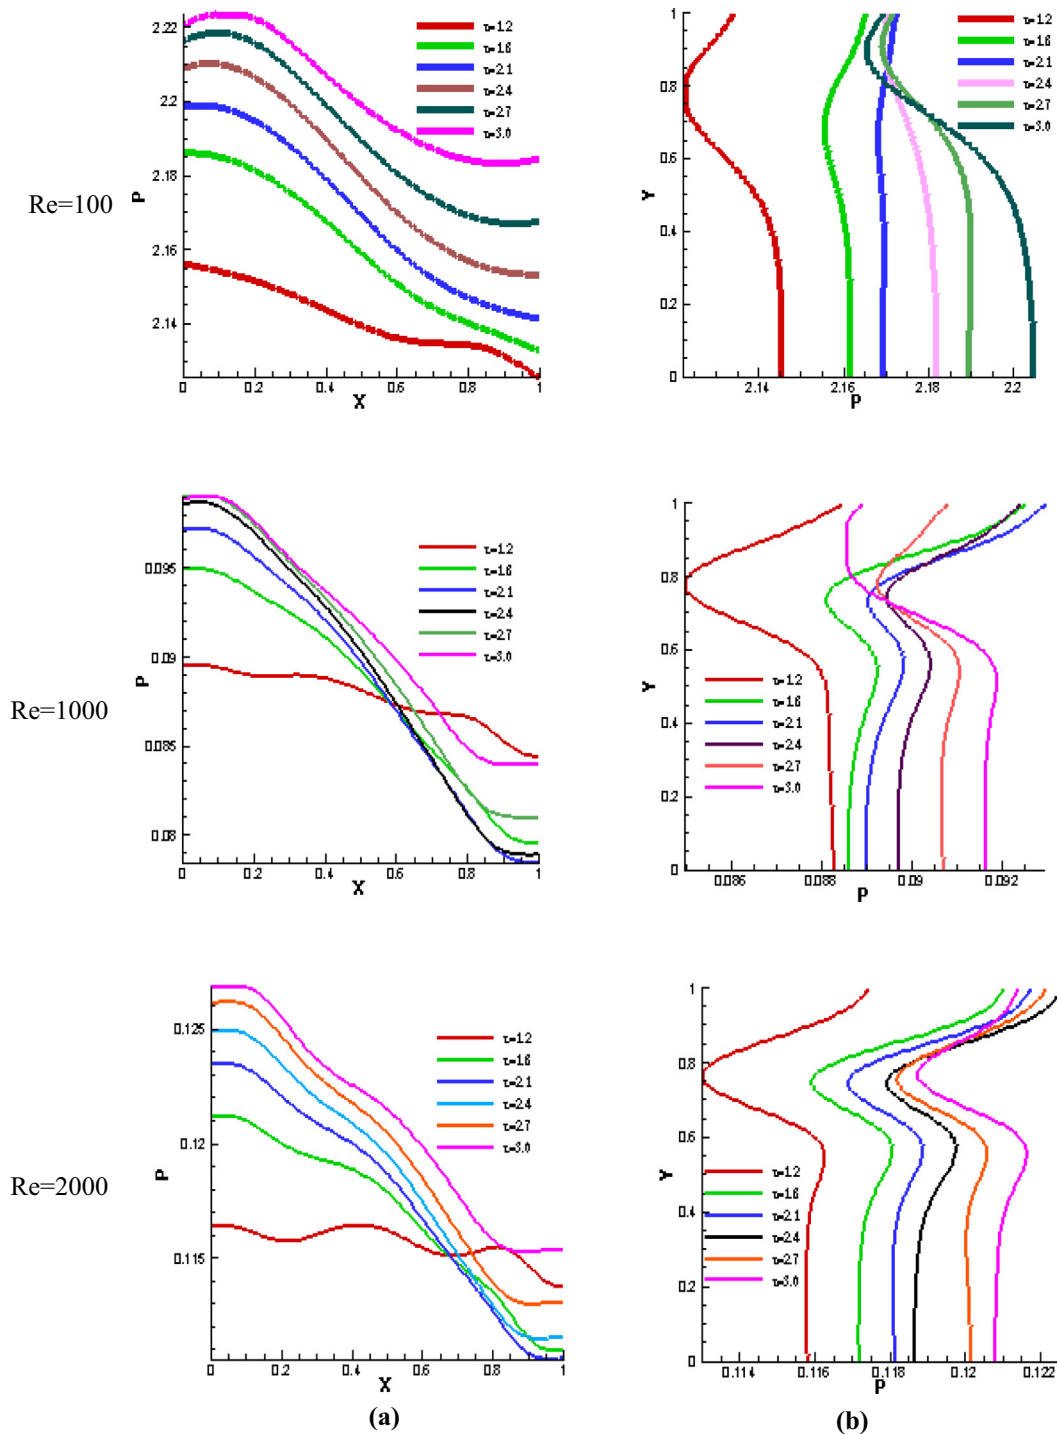 Re=100
P
2.22
2.2
2.18
2.16
2.14
0 0.2 0.4 0.6 0.8 1
X
τ=1.2
τ=1.6
τ=2.1
τ=2.4
τ=2.7
τ=3.0
Y
1
0.8
0.6
0.4
0.2
0
2.14 2.16 2.17 2.18 2.2
P
τ=1.2
τ=1.6
τ=2.1
τ=2.4
τ=2.7
τ=3.0
Re=1000
P
0.095
0.09
0.085
0.08
0 0.2 0.4 0.6 0.8 1
X
τ=1.2
τ=1.6
τ=2.1
τ=2.4
τ=2.7
τ=3.0
Y
1
0.8
0.6
0.4
0.2
0
0.086 0.088 0.09 0.092
P
τ=1.2
τ=1.6
τ=2.1
τ=2.4
τ=2.7
τ=3.0
Re=2000
P
0.125
0.12
0.115
0 0.2 0.4 0.6 0.8 1
X
τ=1.2
τ=1.6
τ=2.1
τ=2.4
τ=2.7
τ=3.0
Y
1
0.8
0.6
0.4
0.2
0
0.114 0.116 0.118 0.12 0.122
P
τ=1.2
τ=1.6
τ=2.1
τ=2.4
τ=2.7
τ=3.0
(a)
(b)